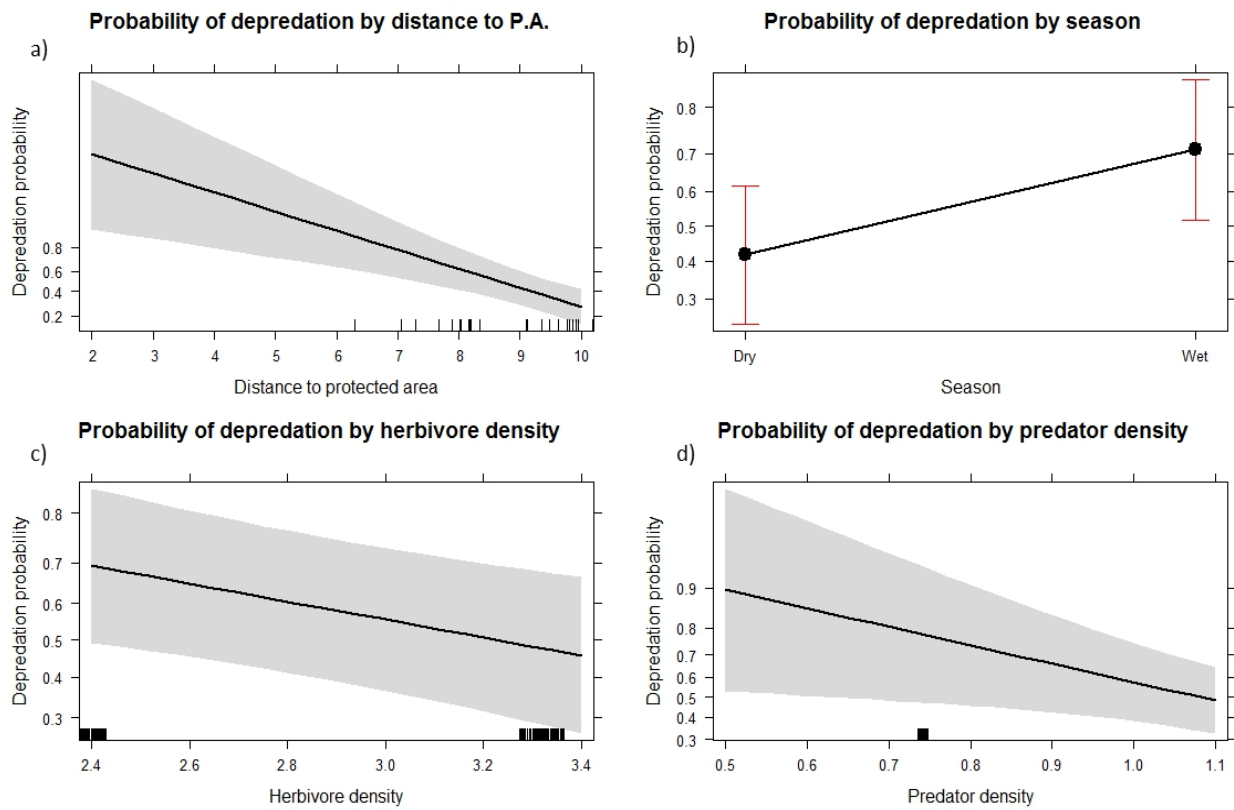 Probability of depredation by distance to P.A.
a)
Depredation probability
0.8
0.6
0.4
0.2
2 3 4 5 6 7 8 9 10
Distance to protected area
Probability of depredation by season
b)
Depredation probability
0.8
0.7
0.6
0.5
0.4
0.3
Dry Wet
Season
Probability of depredation by herbivore density
c)
Depredation probability
0.8
0.7
0.6
0.5
0.4
0.3
2.4 2.6 2.8 3.0 3.2 3.4
Herbivore density
Probability of depredation by predator density
d)
Depredation probability
0.9
0.8
0.7
0.6
0.5
0.4
0.3
0.5 0.6 0.7 0.8 0.9 1.0 1.1
Predator density